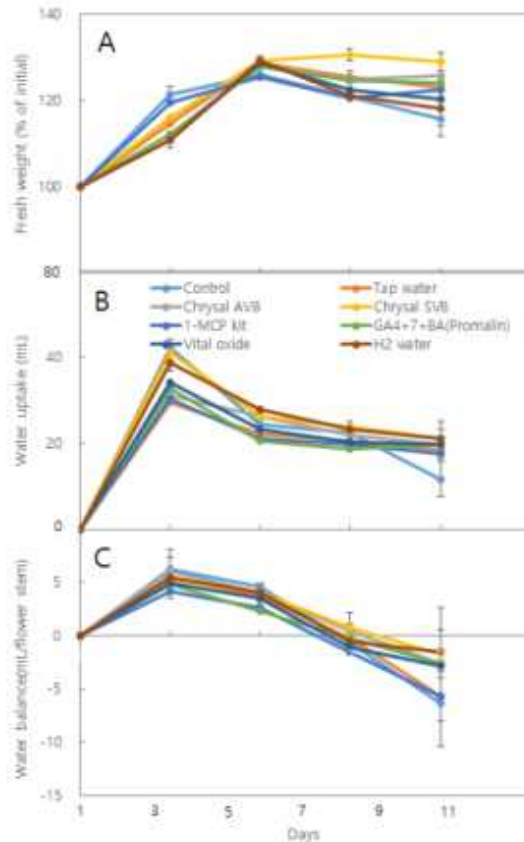 A
Fresh weight (% of initial)
140
120
100
80
B
Control
Tap water
Chrysal AVB
Chrysal SVB
1-MCP kit
GA4+7+BA(Promalin)
Vital oxide
H2 water
Water uptake (mL)
40
20
0
C
Water balance(mL/flower stem)
5
0
-5
-10
-15
1 3 5 7 9 11
Days